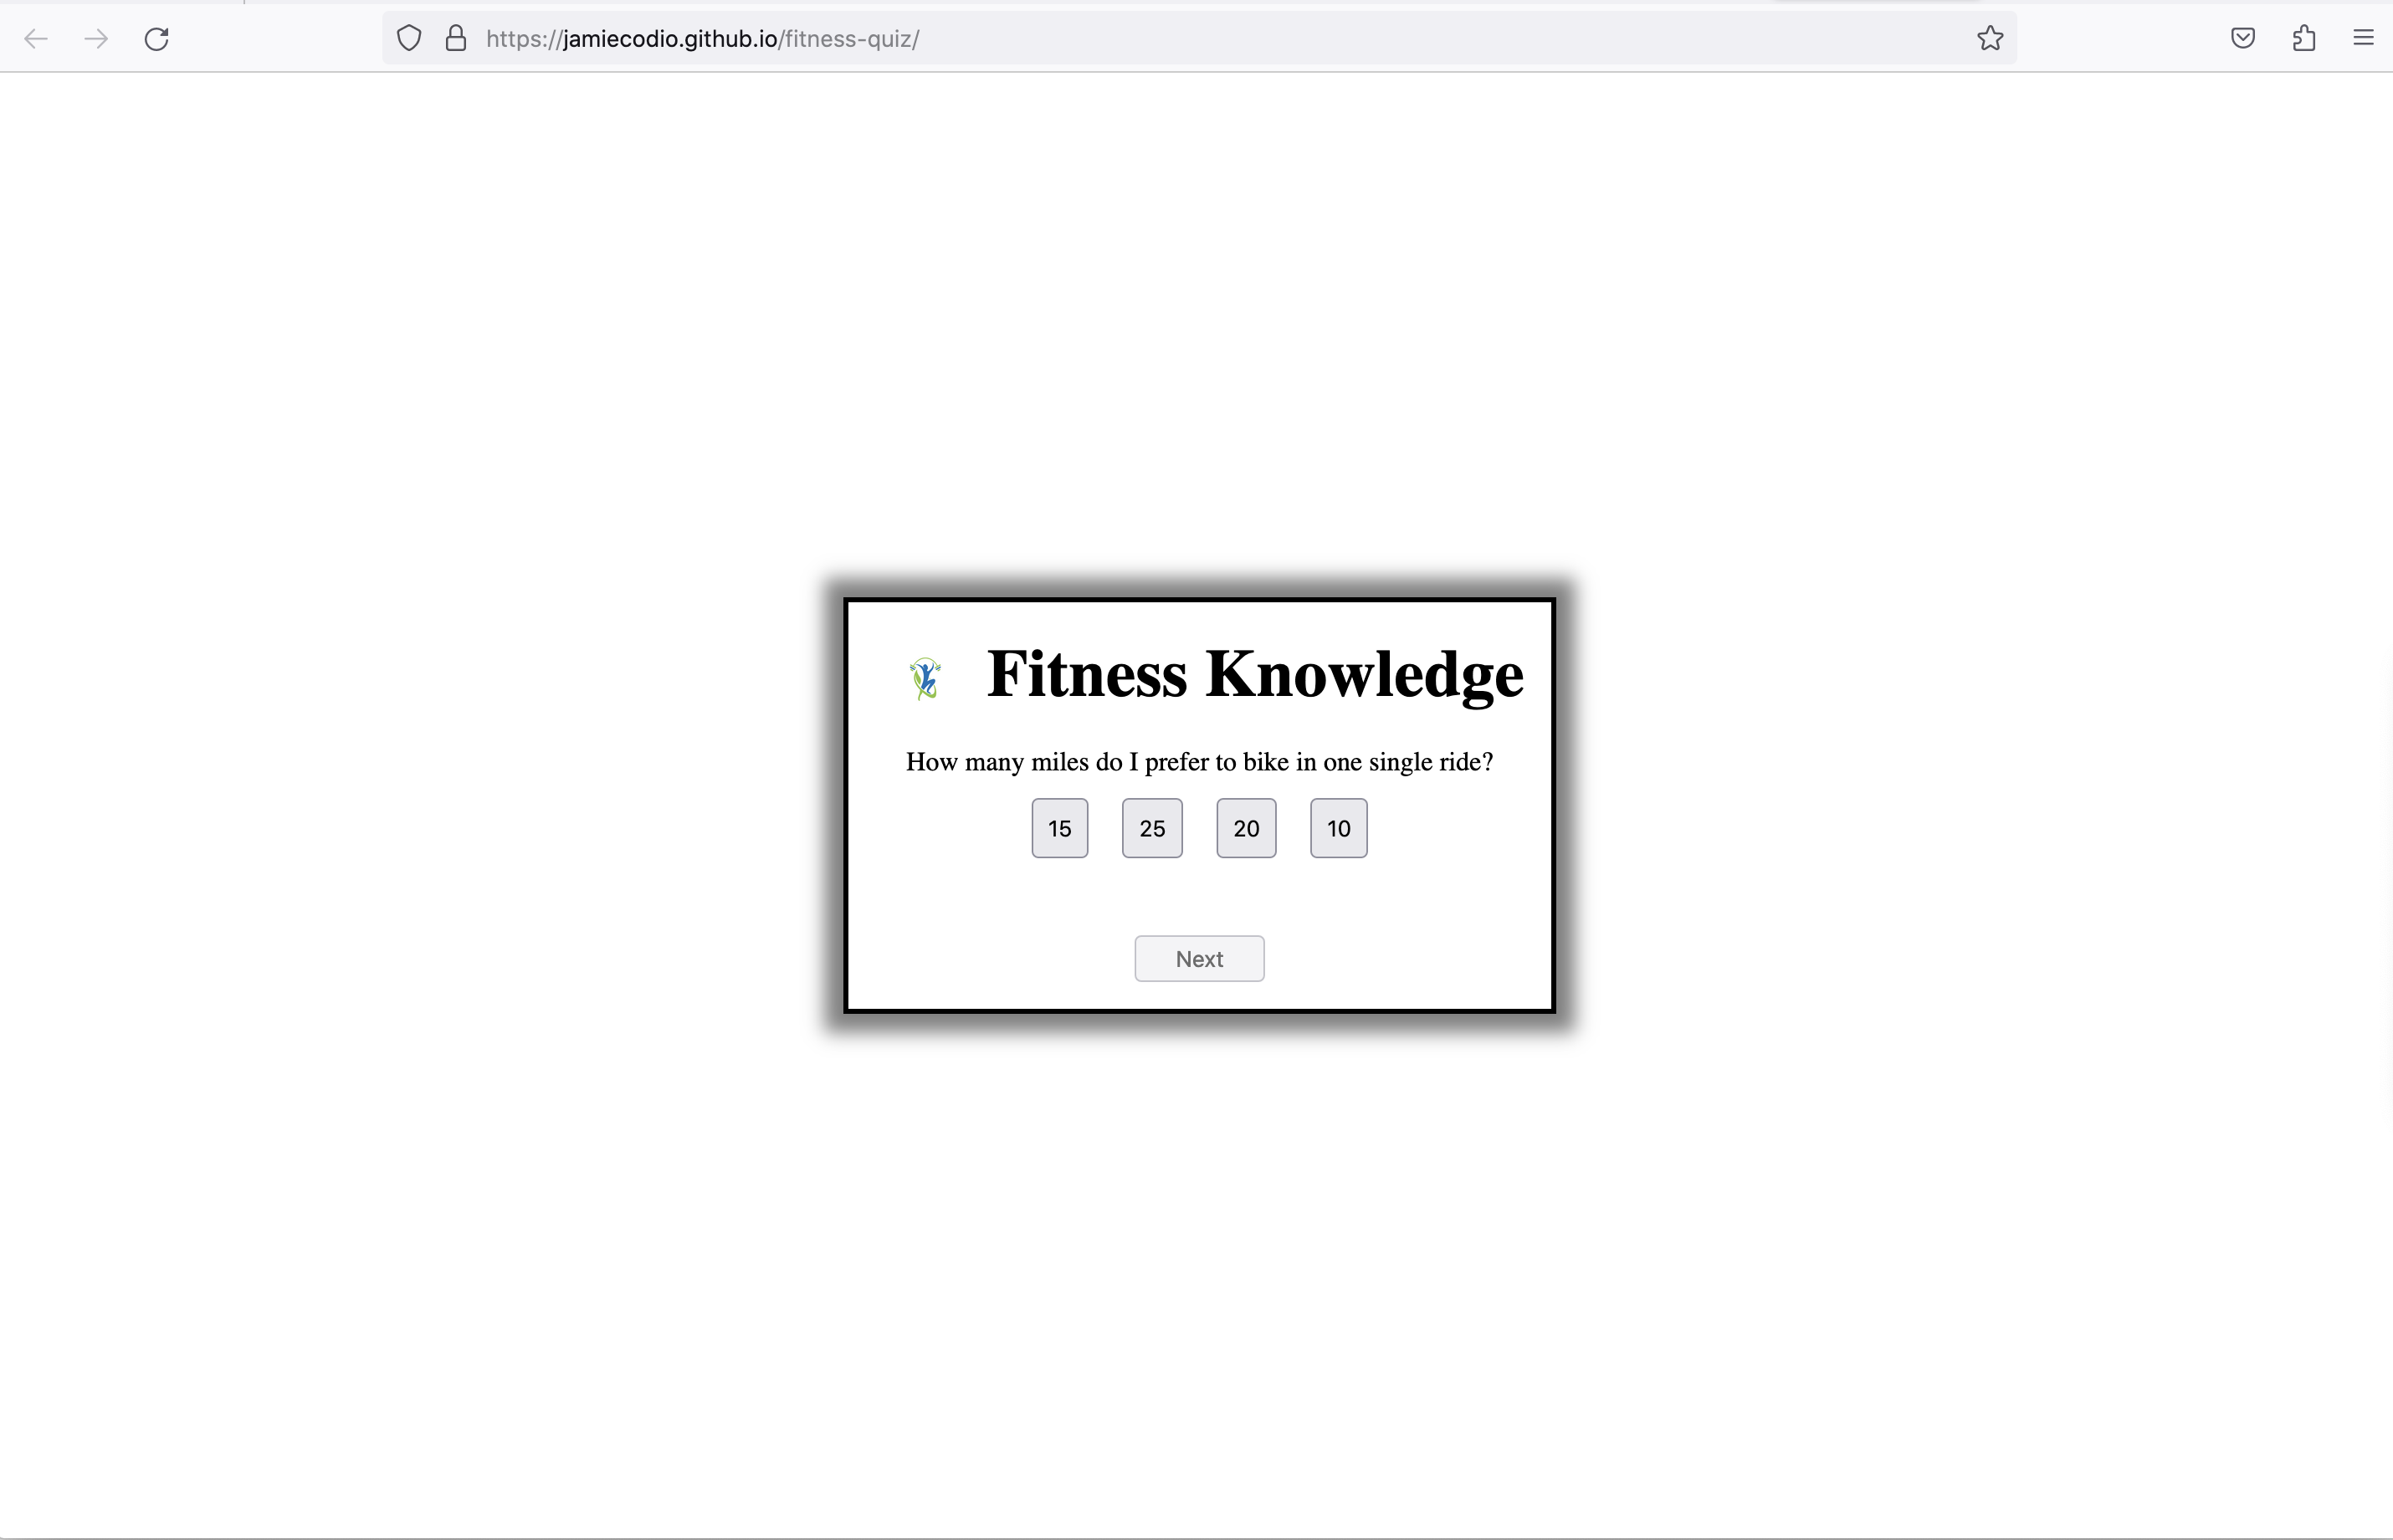 https://jamiecodio.github.io/fitness-quiz/
Fitness Knowledge
How many miles do I prefer to bike in one single ride?
15 25 20 10
Next